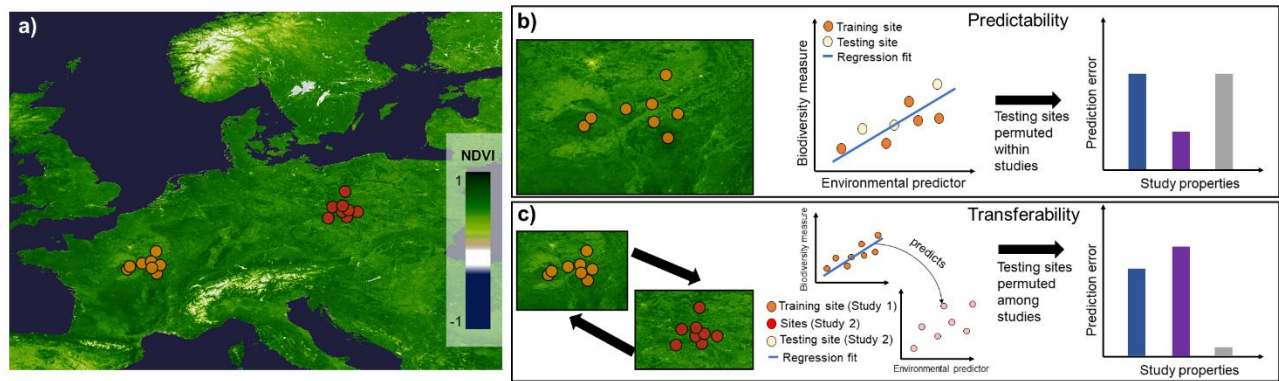 a)
NDVI
1
-1
b)
Predictability
Training site
Testing site
Regression fit
Biodiversity measure
Environmental predictor
Testing sites
permuted
within
studies
Prediction error
Study properties
c)
Transferability
Biodiversity measure
predicts
Training site (Study 1)
Sites (Study 2)
Testing site (Study 2)
Regression fit
Environmental predictor
Testing sites
permuted
among
studies
Prediction error
Study properties